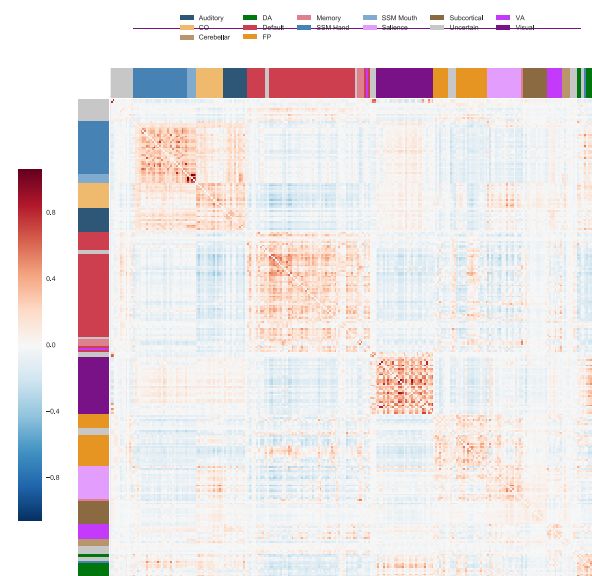 Auditory DA Memory SSM Mouth Subcortical VA
CO Default SSM Hand Salience Uncertain Visual
Cerebellar FP
0.8
0.4
0.0
−0.4
−0.8